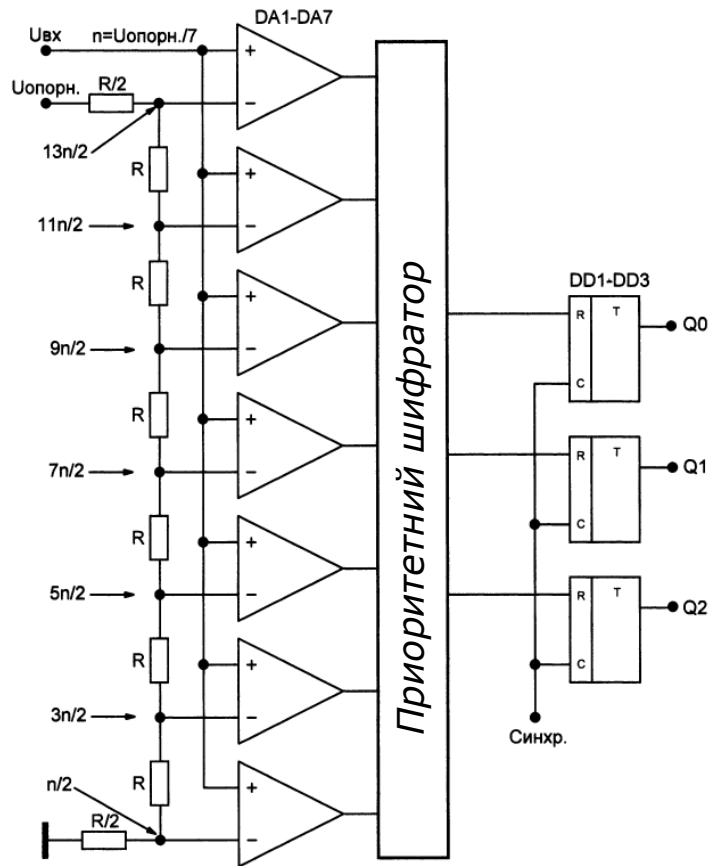 DA1-DA7
Uвх n=Uопорн./7
Uопорн.
R/2
+
−
13n/2
R
+
−
11n/2
R
+
−
9n/2
R
+
−
7n/2
R
+
−
5n/2
R
+
−
3n/2
R
+
−
n/2
R/2
Приоритетний шифратор
DD1-DD3
R T
C
Q0
R T
C
Q1
R T
C
Q2
Синхр.